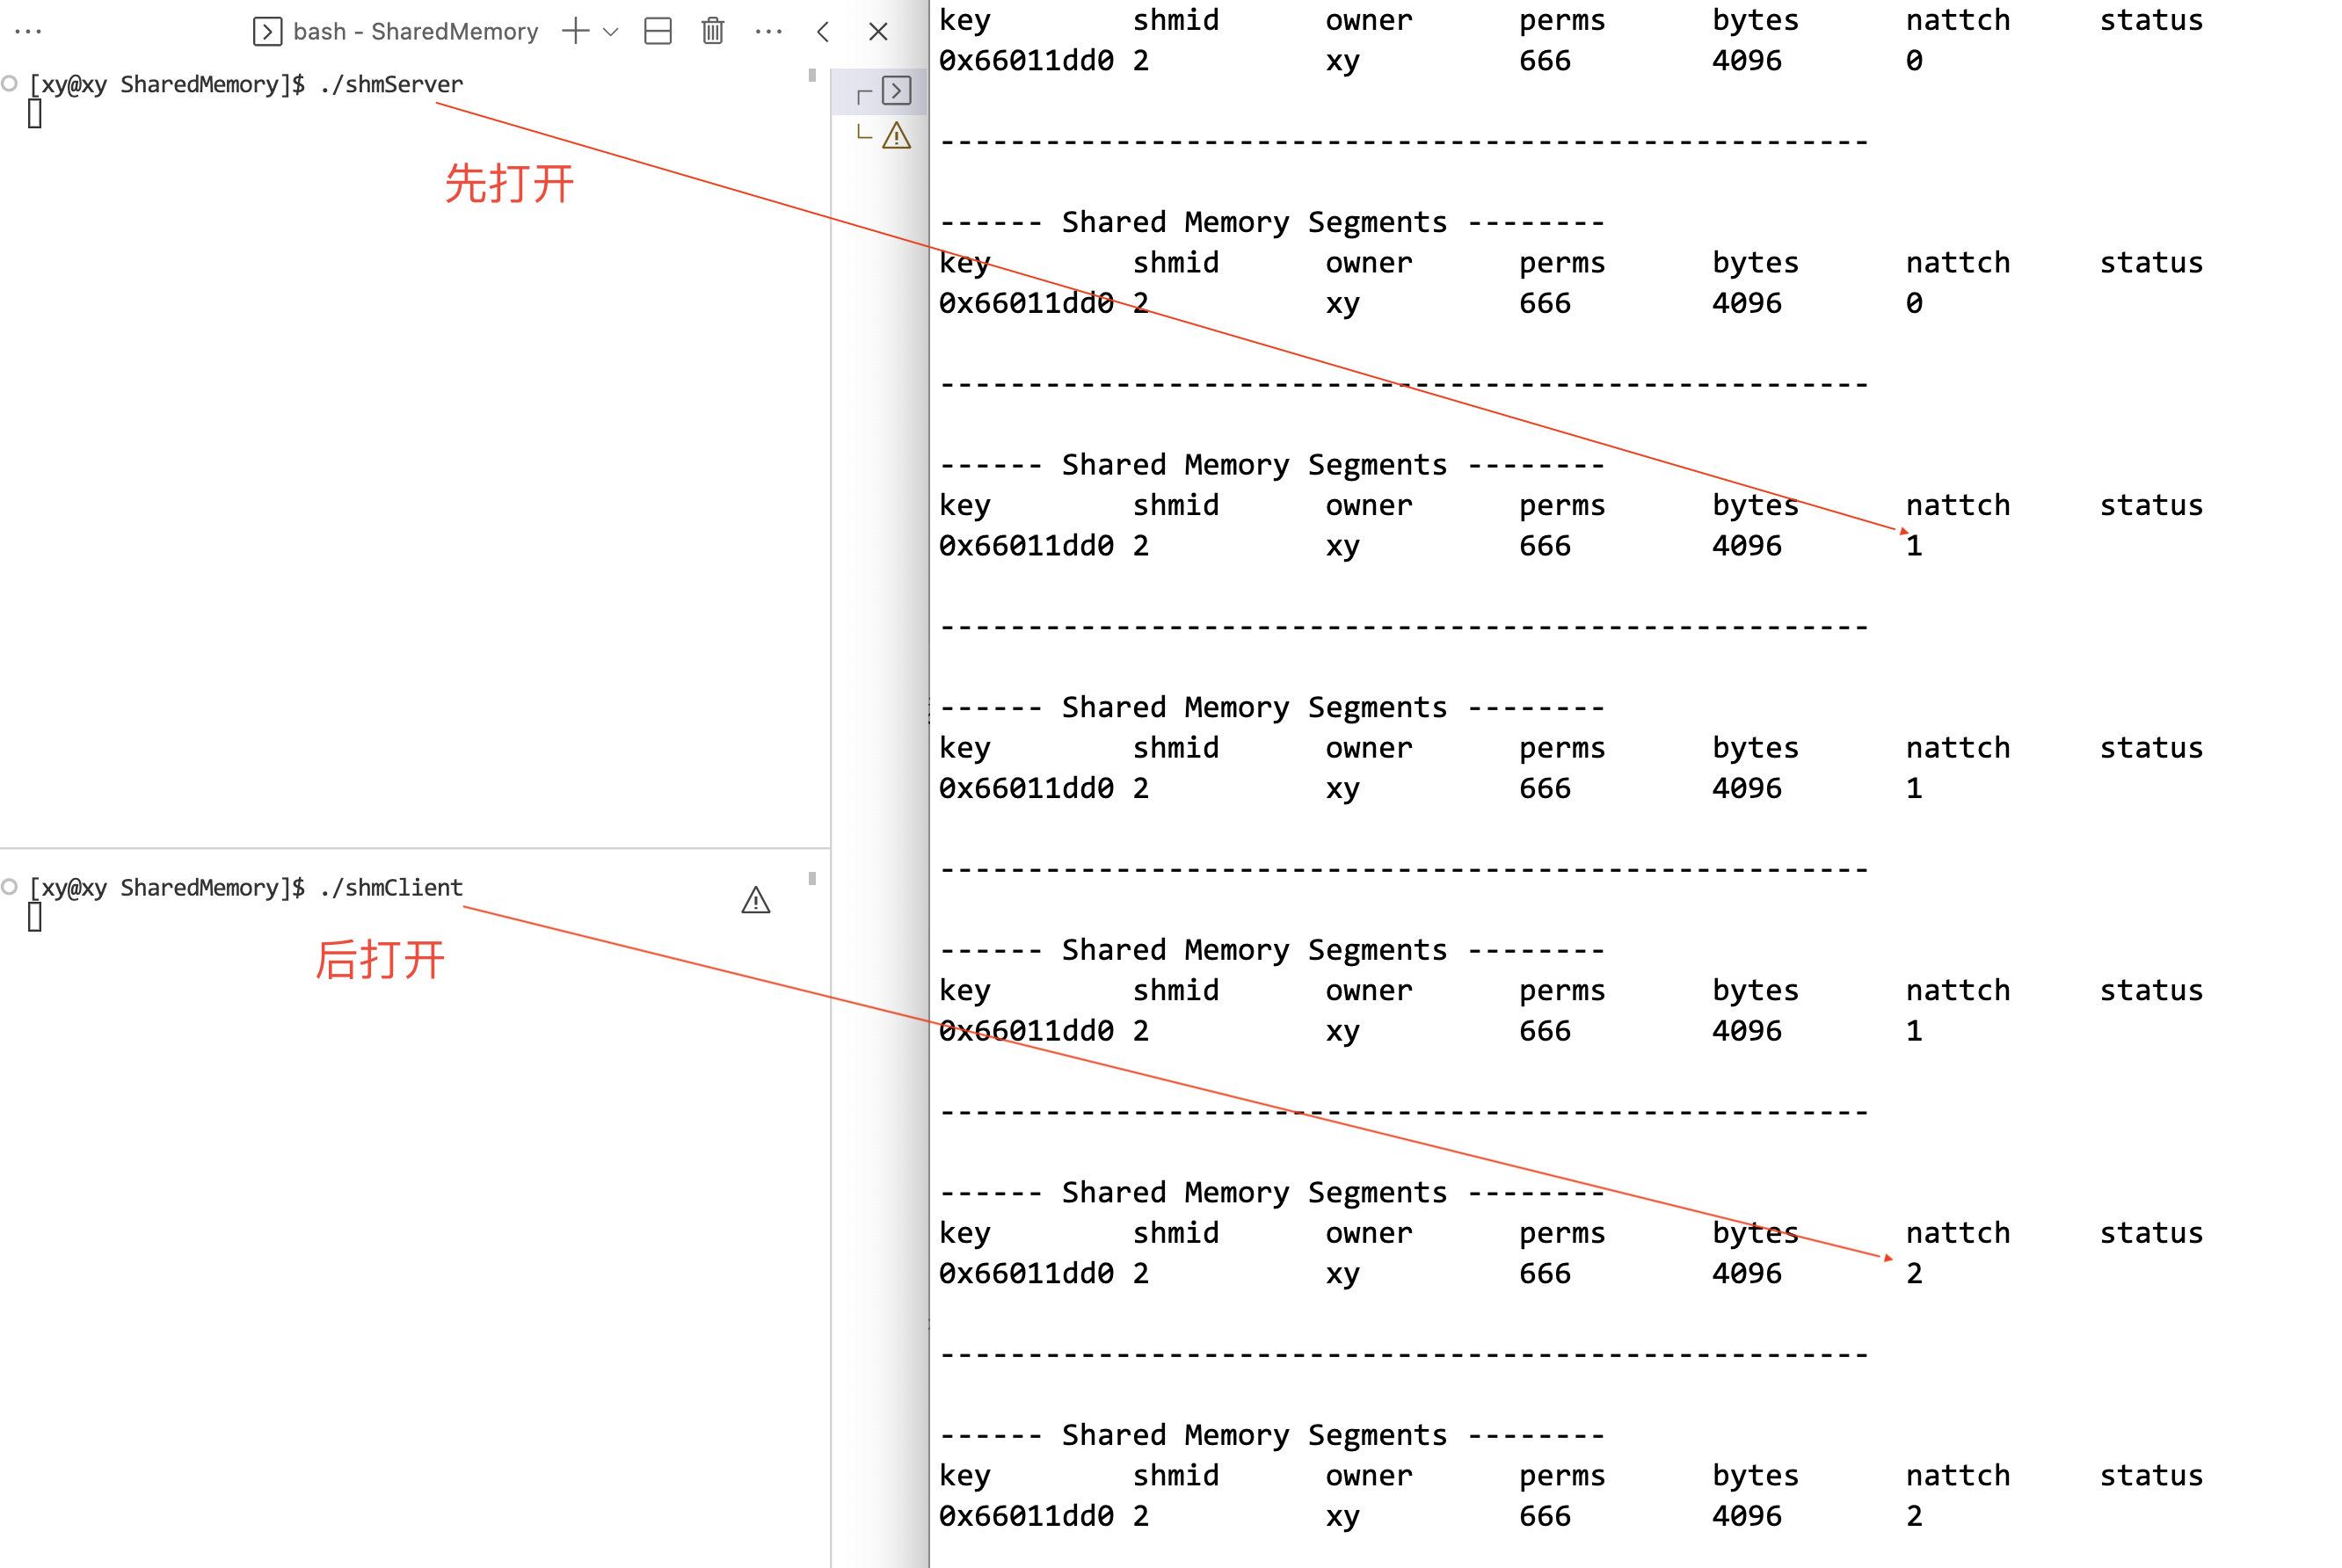 bash - SharedMemory
[xy@xy SharedMemory]$ ./shmServer
先打开
[xy@xy SharedMemory]$ ./shmClient
后打开
key shmid owner perms bytes nattch status
0x66011dd0 2 xy 666 4096 0
-----------------------------------------------------
------ Shared Memory Segments --------
key shmid owner perms bytes nattch status
0x66011dd0 2 xy 666 4096 0
-----------------------------------------------------
------ Shared Memory Segments --------
key shmid owner perms bytes nattch status
0x66011dd0 2 xy 666 4096 1
-----------------------------------------------------
------ Shared Memory Segments --------
key shmid owner perms bytes nattch status
0x66011dd0 2 xy 666 4096 1
-----------------------------------------------------
------ Shared Memory Segments --------
key shmid owner perms bytes nattch status
0x66011dd0 2 xy 666 4096 1
-----------------------------------------------------
------ Shared Memory Segments --------
key shmid owner perms bytes nattch status
0x66011dd0 2 xy 666 4096 2
-----------------------------------------------------
------ Shared Memory Segments --------
key shmid owner perms bytes nattch status
0x66011dd0 2 xy 666 4096 2